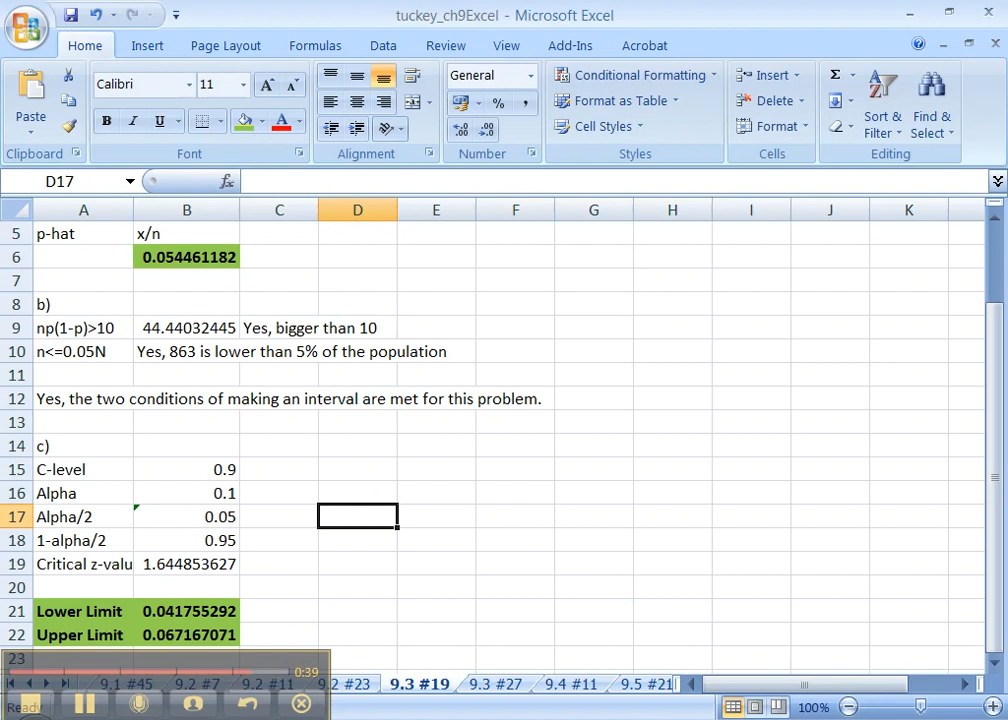 tuckey_ch9Excel - Microsoft Excel
Home Insert Page Layout Formulas Data Review View Add-Ins Acrobat
Paste
Calibri 11 A A
B I U A
General
$ % ,
.0 .00 .00 .0
Conditional Formatting
Format as Table
Cell Styles
Insert
Delete
Format
Σ
Sort & Filter
Find & Select
Clipboard Font Alignment Number Styles Cells Editing
D17 fx
A B C D E F G H I J K
5 p-hat x/n
6 0.054461182
7
8 b)
9 np(1-p)>10 44.44032445 Yes, bigger than 10
10 n<=0.05N Yes, 863 is lower than 5% of the population
11
12 Yes, the two conditions of making an interval are met for this problem.
13
14 c)
15 C-level 0.9
16 Alpha 0.1
17 Alpha/2 0.05
18 1-alpha/2 0.95
19 Critical z-valu 1.644853627
20
21 Lower Limit 0.041755292
22 Upper Limit 0.067167071
23
0:39
9.1 #45 9.2 #7 9.2 #11 9.2 #23 9.3 #19 9.3 #27 9.4 #11 9.5 #21
Ready 100%